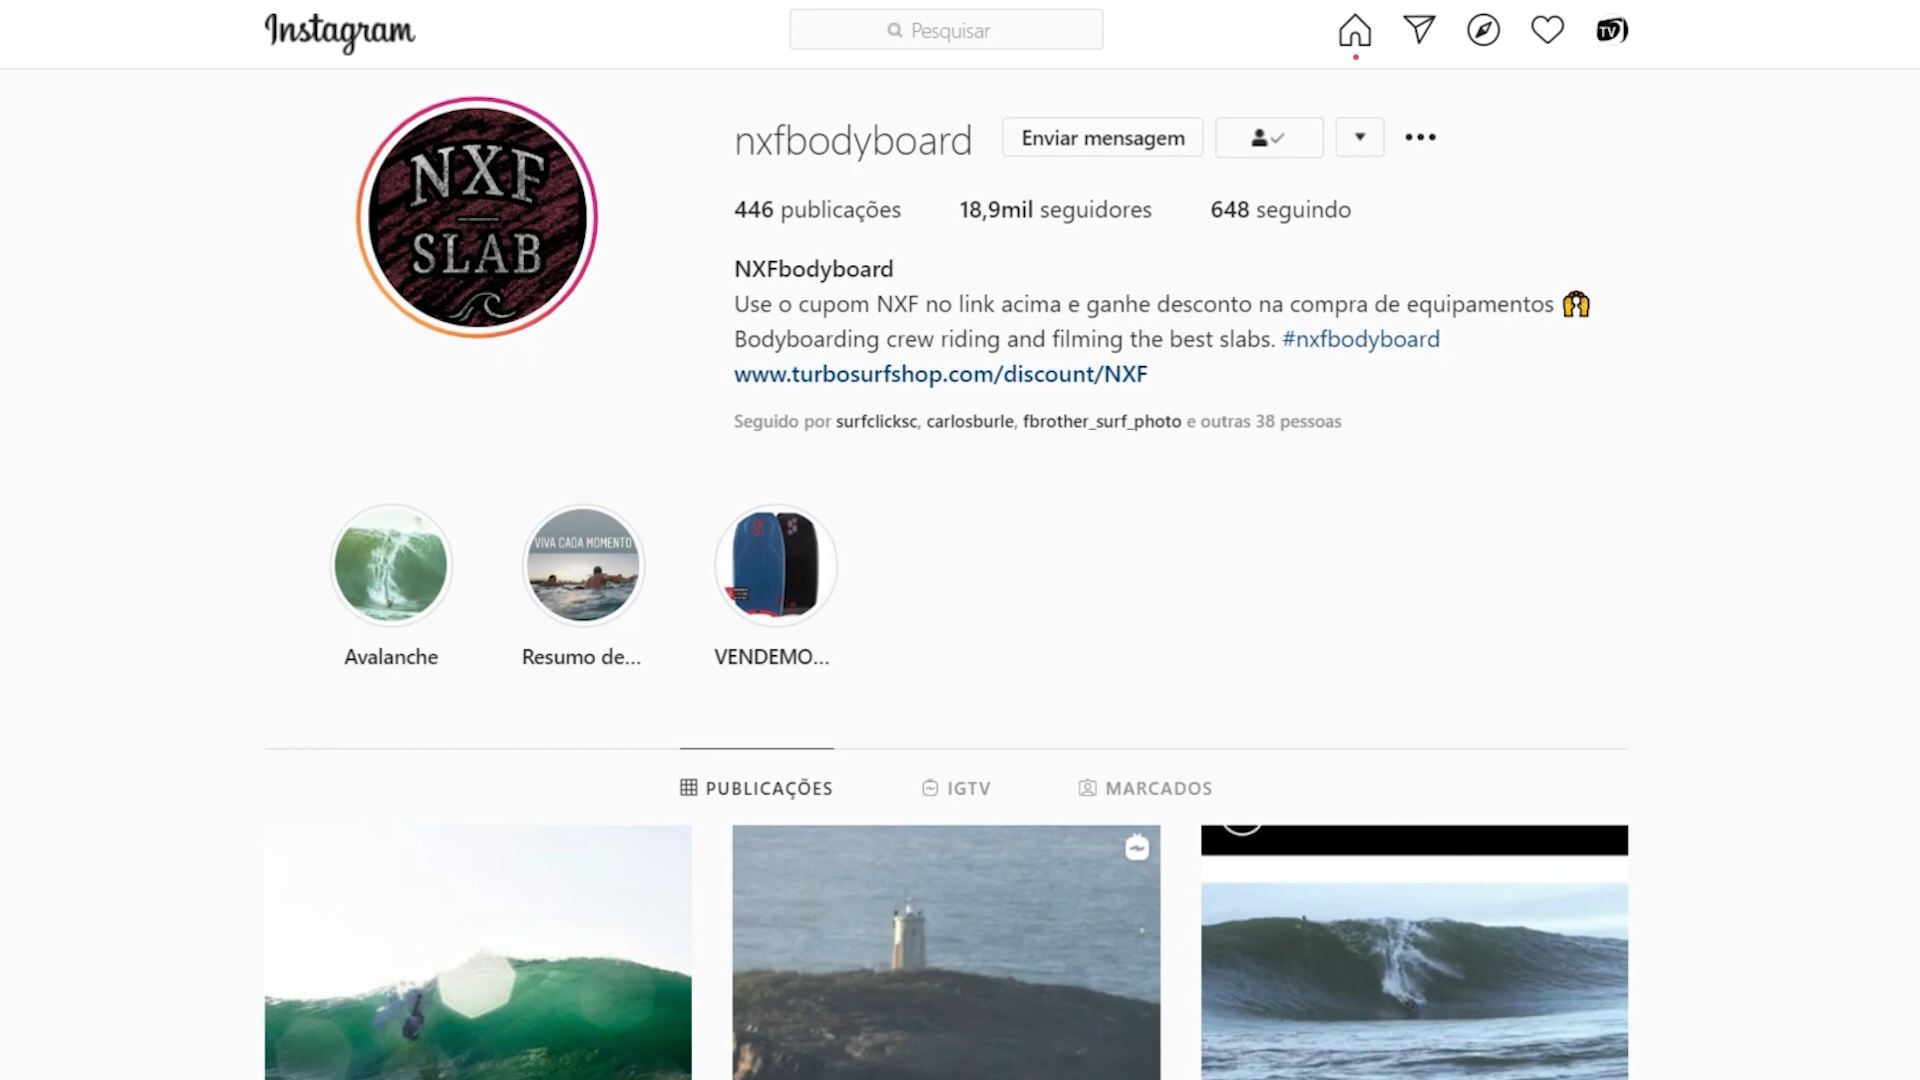 Instagram
Pesquisar
TV
NXF
SLAB
nxfbodyboard
Enviar mensagem
446 publicações 18,9mil seguidores 648 seguindo
NXFbodyboard
Use o cupom NXF no link acima e ganhe desconto na compra de equipamentos
Bodyboarding crew riding and filming the best slabs. #nxfbodyboard
www.turbosurfshop.com/discount/NXF
Seguido por surfclicksc, carlosburle, fbrother_surf_photo e outras 38 pessoas
VIVA CADA MOMENTO
Avalanche
Resumo de...
VENDEMO...
PUBLICAÇÕES
IGTV
MARCADOS